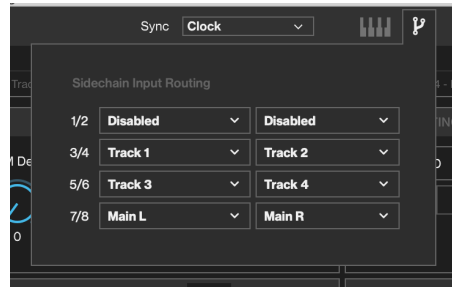 Sync Clock
Sidechain Input Routing
1/2 Disabled Disabled
3/4 Track 1 Track 2
5/6 Track 3 Track 4
7/8 Main L Main R
0